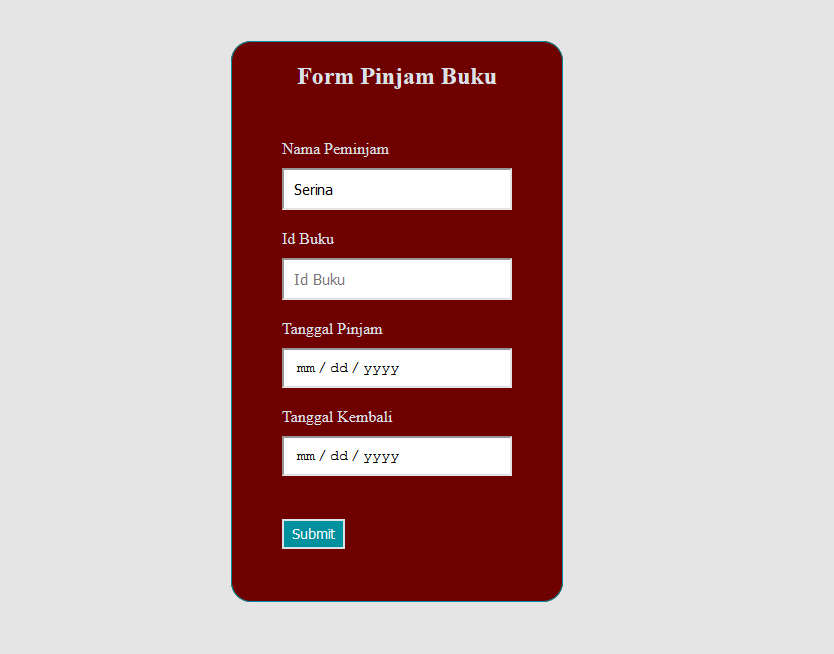 Form Pinjam Buku
Nama Peminjam
Serina
Id Buku
Id Buku
Tanggal Pinjam
mm / dd / yyyy
Tanggal Kembali
mm / dd / yyyy
Submit